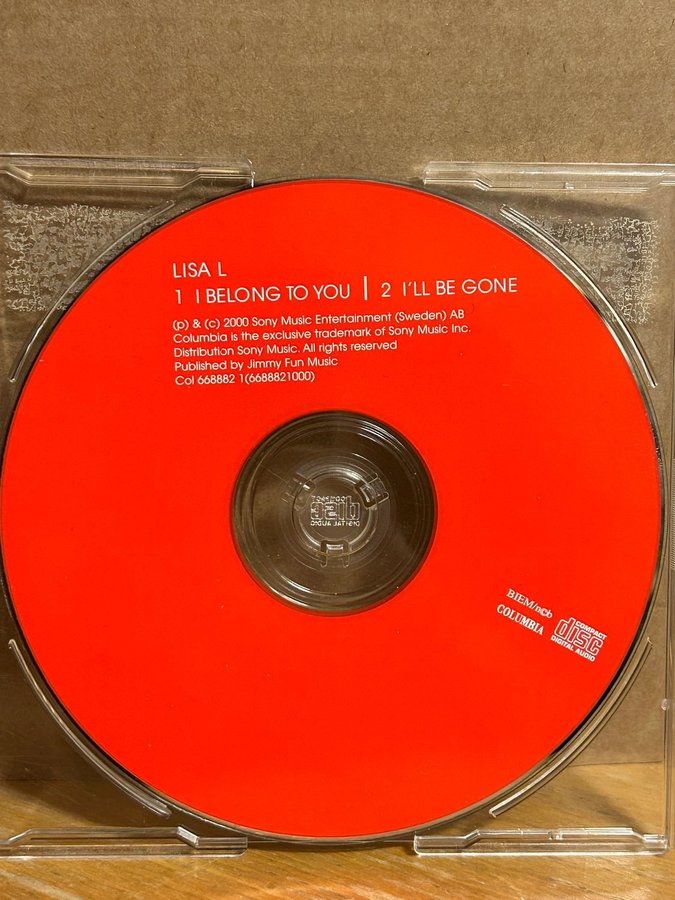 LISA L
1 I BELONG TO YOU | 2 I'LL BE GONE
(p) & (c) 2000 Sony Music Entertainment (Sweden) AB
Columbia is the exclusive trademark of Sony Music Inc.
Distribution Sony Music. All rights reserved
Published by Jimmy Fun Music
Col 668882 1(6688821000)
BIEM/n©b
COLUMBIA
COMPACT
disc
DIGITAL AUDIO